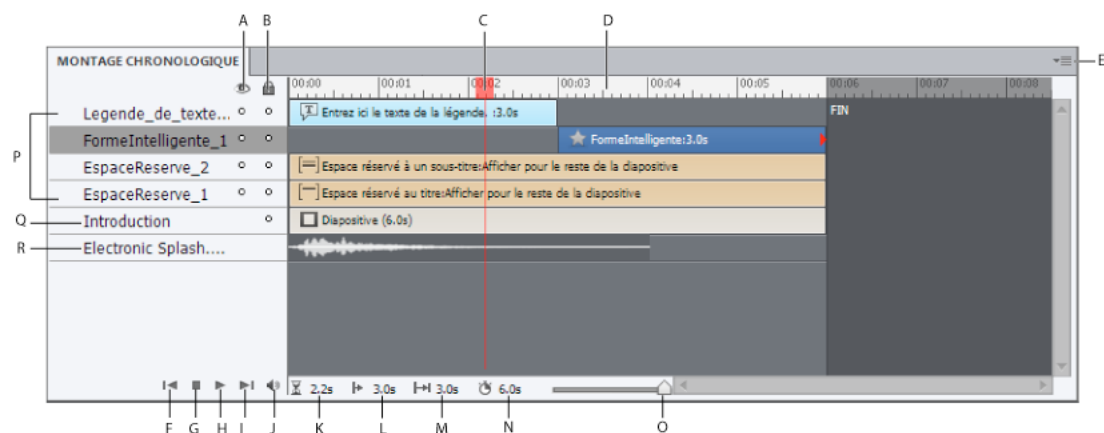 A B C D
MONTAGE CHRONOLOGIQUE
E
00:00 00:01 00:02 00:03 00:04 00:05 00:06 00:07 00:08
Legende_de_texte... Entrez ici le texte de la légende. :3.0s FIN
FormeIntelligente_1 FormeIntelligente:3.0s
P
EspaceReserve_2 Espace réservé à un sous-titre:Afficher pour le reste de la diapositive
EspaceReserve_1 Espace réservé au titre:Afficher pour le reste de la diapositive
Q Introduction Diapositive (6.0s)
R Electronic Splash....
2.2s 3.0s 3.0s 6.0s
F G H I J K L M N O